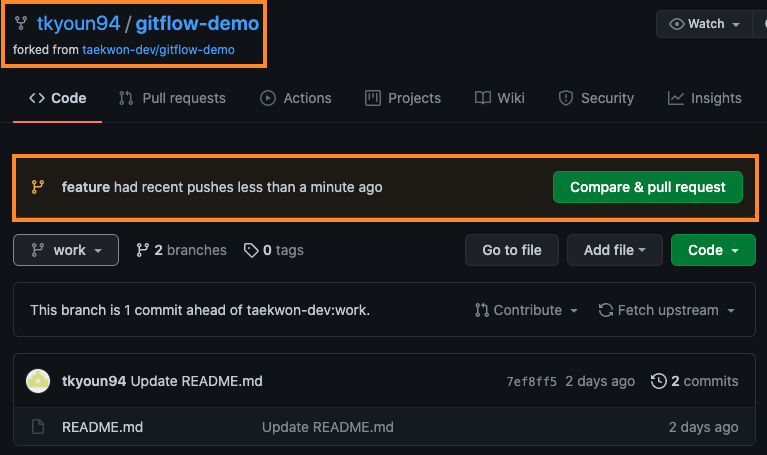 tkyoun94 / gitflow-demo
Watch
forked from taekwon-dev/gitflow-demo
Code Pull requests Actions Projects Wiki Security Insights
feature had recent pushes less than a minute ago Compare & pull request
work 2 branches 0 tags Go to file Add file Code
This branch is 1 commit ahead of taekwon-dev:work. Contribute Fetch upstream
tkyoun94 Update README.md 7ef8ff5 2 days ago 2 commits
README.md Update README.md 2 days ago